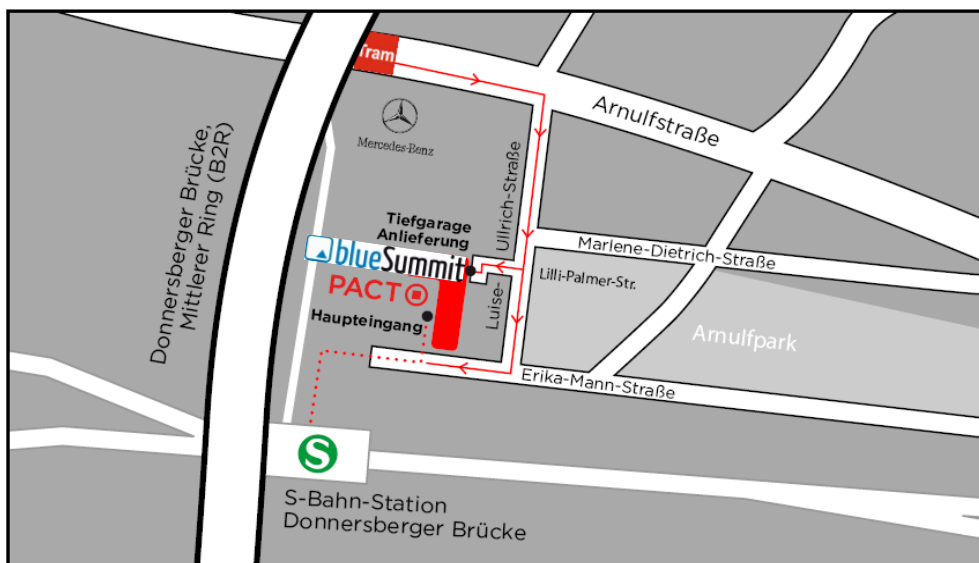 Tram
Arnulfstraße
Mercedes-Benz
Donnersberger Brücke,
Mittlerer Ring (B2R)
Ullrich-Straße
Luise-
Tiefgarage
Anlieferung
blueSummit
PACT
Haupteingang
Marlene-Dietrich-Straße
Lilli-Palmer-Str.
Arnulfpark
Erika-Mann-Straße
S
S-Bahn-Station
Donnersberger Brücke